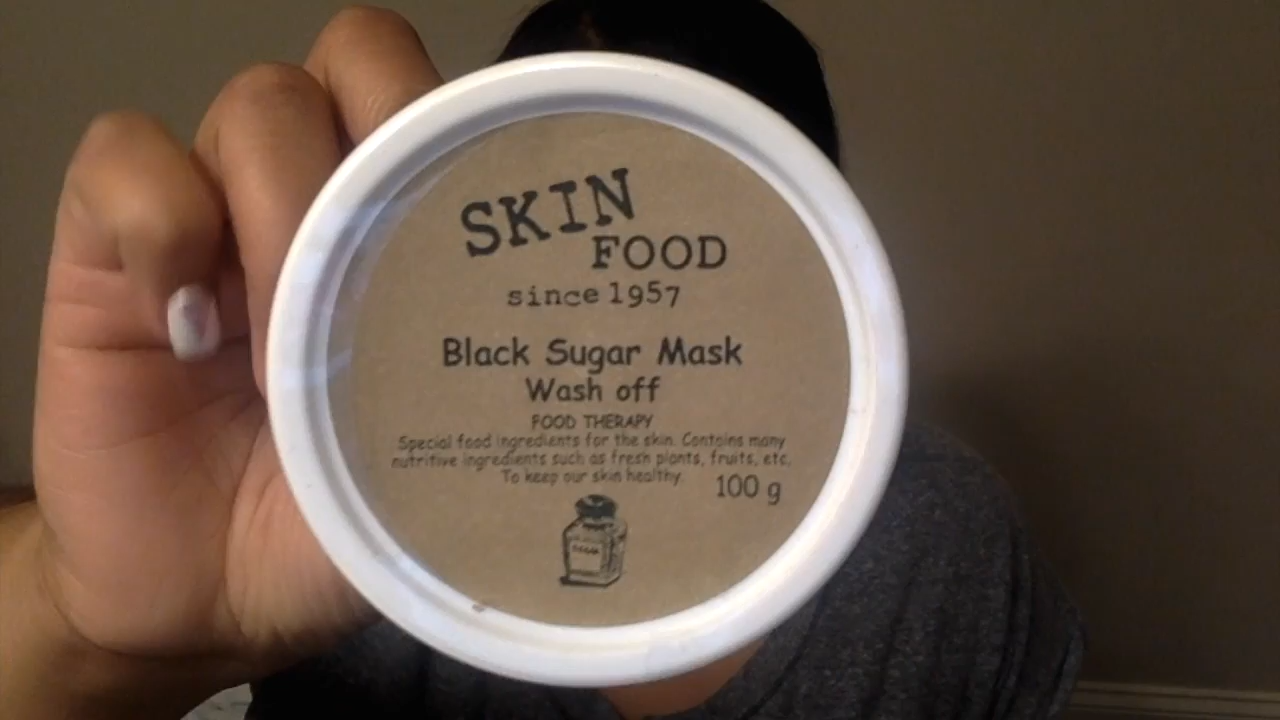 SKIN
FOOD
since 1957
Black Sugar Mask
Wash off
FOOD THERAPY
Special food ingredients for the skin. Contains many
nutritive ingredients such as fresh plants, fruits, etc.
To keep our skin healthy.
100 g